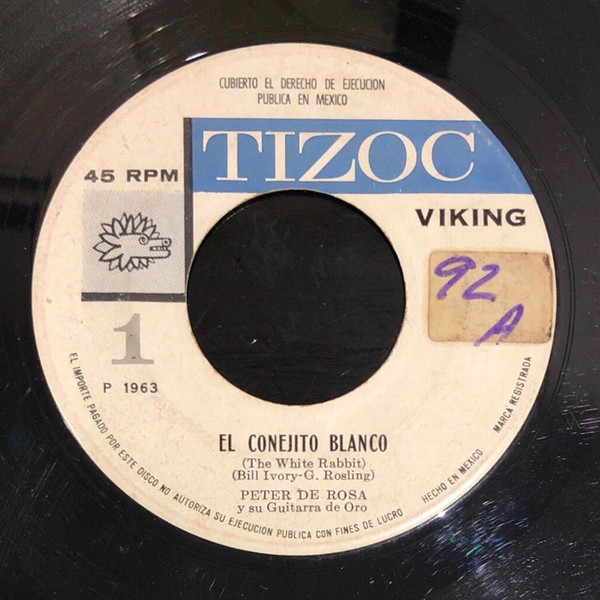 CUBIERTO EL DERECHO DE EJECUCION
PUBLICA EN MEXICO
TIZOC
45 RPM
VIKING
92
A
1
P 1963
EL CONEJITO BLANCO
(The White Rabbit)
(Bill Ivory-G. Rosling)
PETER DE ROSA
y su Guitarra de Oro
EL IMPORTE PAGADO POR ESTE DISCO NO AUTORIZA SU EJECUCION PUBLICA CON FINES DE LUCRO
HECHO EN MEXICO
MARCA REGISTRADA